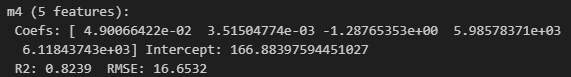 m4 (5 features):
Coefs: [ 4.90066422e-02 3.51504774e-03 -1.28765353e+00 5.98578371e+03
6.11843743e+03] Intercept: 166.88397594451027
R2: 0.8239 RMSE: 16.6532